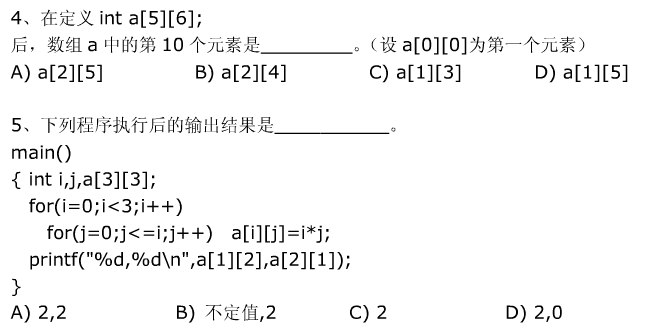 4、在定义 int a[5][6];
后，数组 a 中的第 10 个元素是_________。（设 a[0][0]为第一个元素）
A) a[2][5] B) a[2][4] C) a[1][3] D) a[1][5]
5、下列程序执行后的输出结果是___________。
main()
{ int i,j,a[3][3];
for(i=0;i<3;i++)
for(j=0;j<=i;j++) a[i][j]=i*j;
printf("%d,%d\n",a[1][2],a[2][1]);
}
A) 2,2 B) 不定值,2 C) 2 D) 2,0